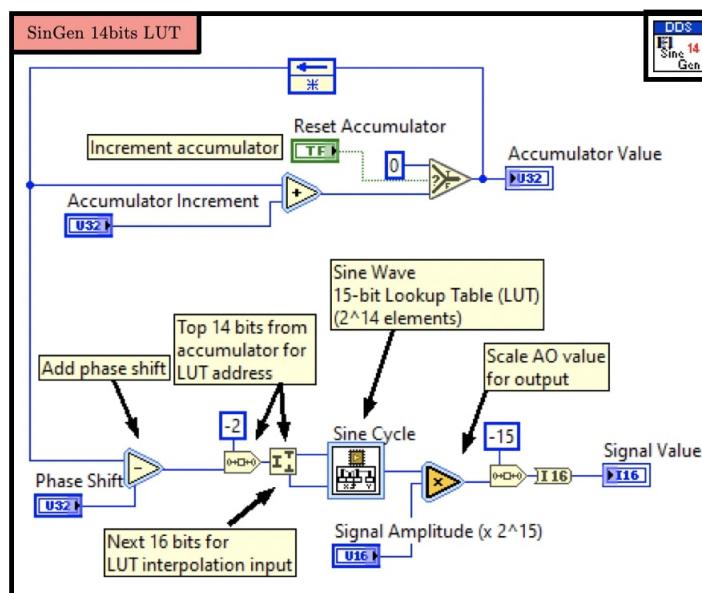 SinGen 14bits LUT
DDS
Sine 14
Gen
Reset Accumulator
TF
Increment accumulator
0
?
T
F
Accumulator Value
U32
+
Accumulator Increment
U32
Sine Wave
15-bit Lookup Table (LUT)
(2^14 elements)
Top 14 bits from
accumulator for
LUT address
Add phase shift
Scale AO value
for output
-2
Sine Cycle
-15
Signal Value
-
x
I16
I16
Phase Shift
U32
Signal Amplitude (x 2^15)
U16
Next 16 bits for
LUT interpolation input